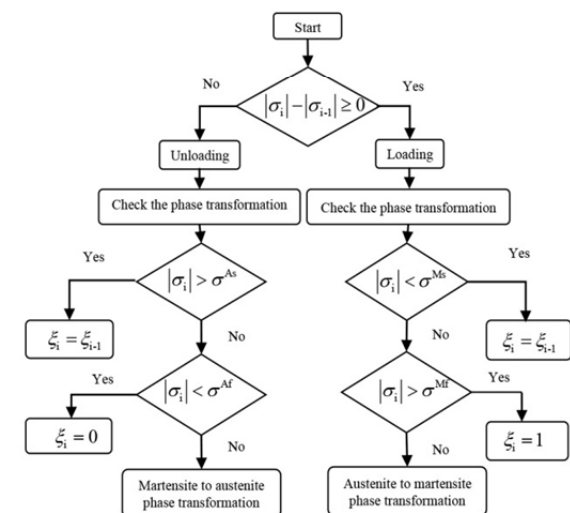 Start
No
Yes
|σᵢ|−|σᵢ₋₁| ≥ 0
Unloading
Loading
Check the phase transformation
Check the phase transformation
Yes
|σᵢ| > σᴬˢ
|σᵢ| < σᴹˢ
Yes
ξᵢ = ξᵢ₋₁
No
No
ξᵢ = ξᵢ₋₁
Yes
|σᵢ| < σᴬᶠ
|σᵢ| > σᴹᶠ
Yes
ξᵢ = 0
ξᵢ = 1
No
No
Martensite to austenite
phase transformation
Austenite to martensite
phase transformation